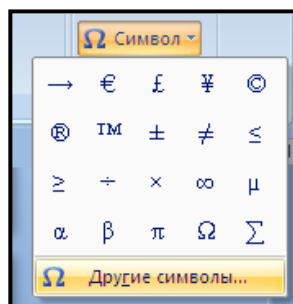 Ω Символ
→ € £ ¥ ©
® ™ ± ≠ ≤
≥ ÷ × ∞ µ
α β π Ω Σ
Ω Другие символы...